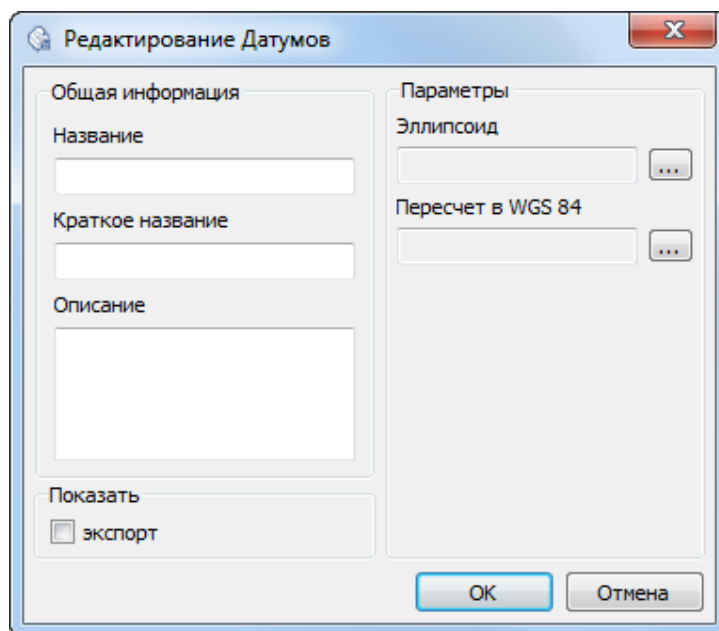 Редактирование Датумов
Общая информация
Название
Краткое название
Описание
Показать
экспорт
Параметры
Эллипсоид
...
Пересчет в WGS 84
...
OK
Отмена